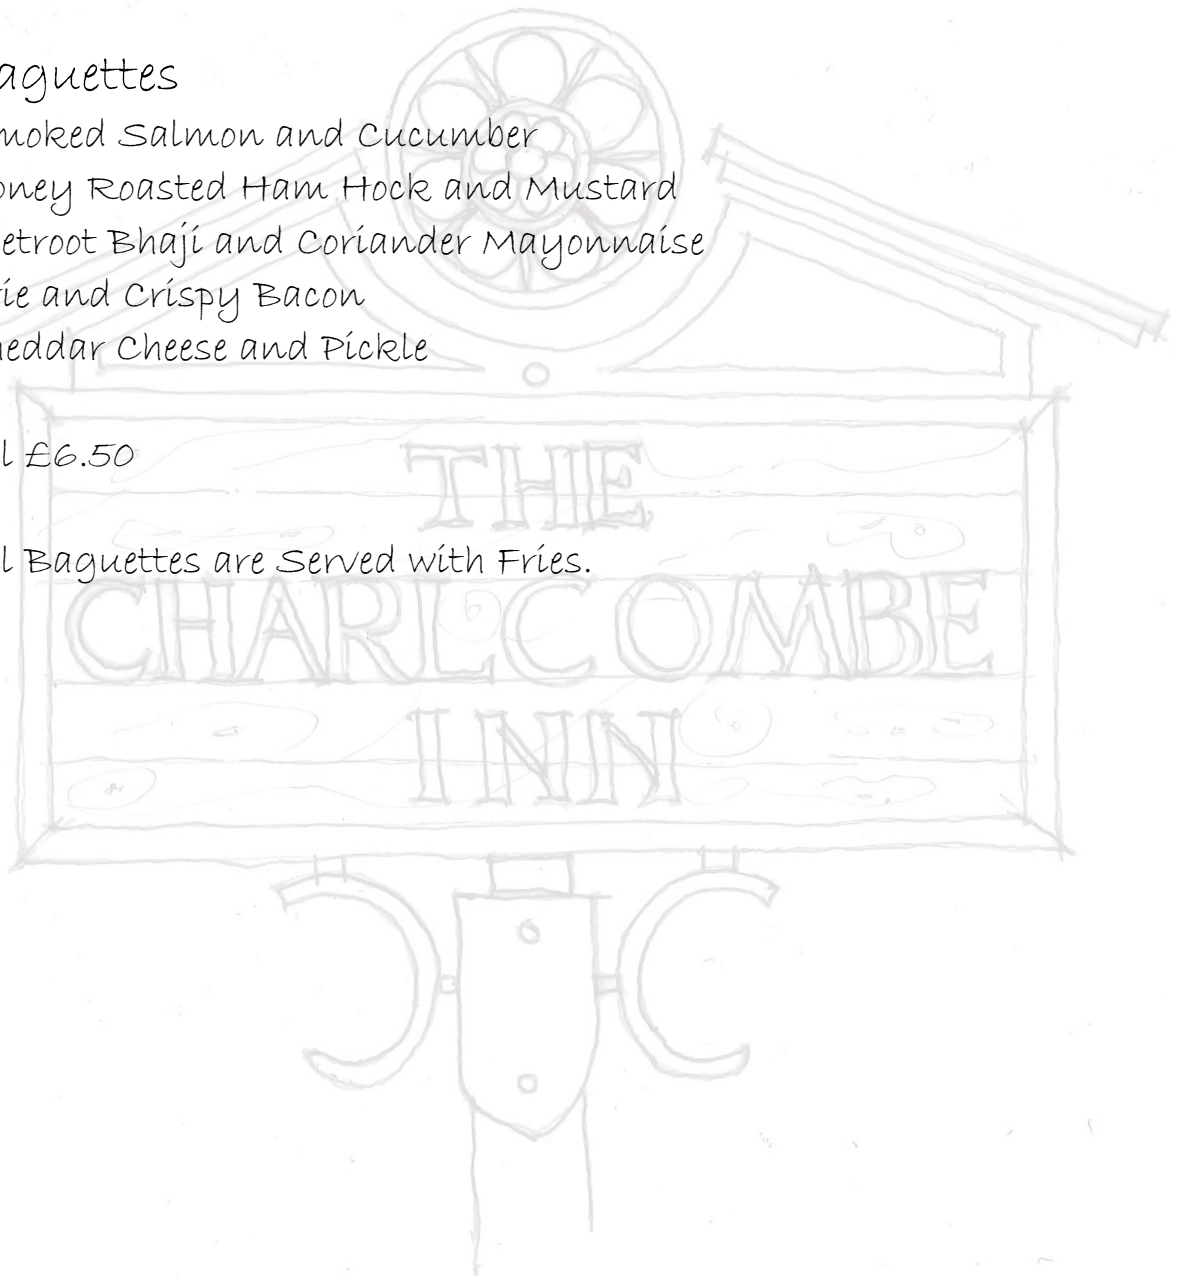 aguettes
moked Salmon and Cucumber
oney Roasted Ham Hock and Mustard
etroot Bhaji and Coriander Mayonnaise
ie and Crispy Bacon
eddar Cheese and Pickle
l £6.50
l Baguettes are Served with Fries.
THE
CHARLCOMBE
INN